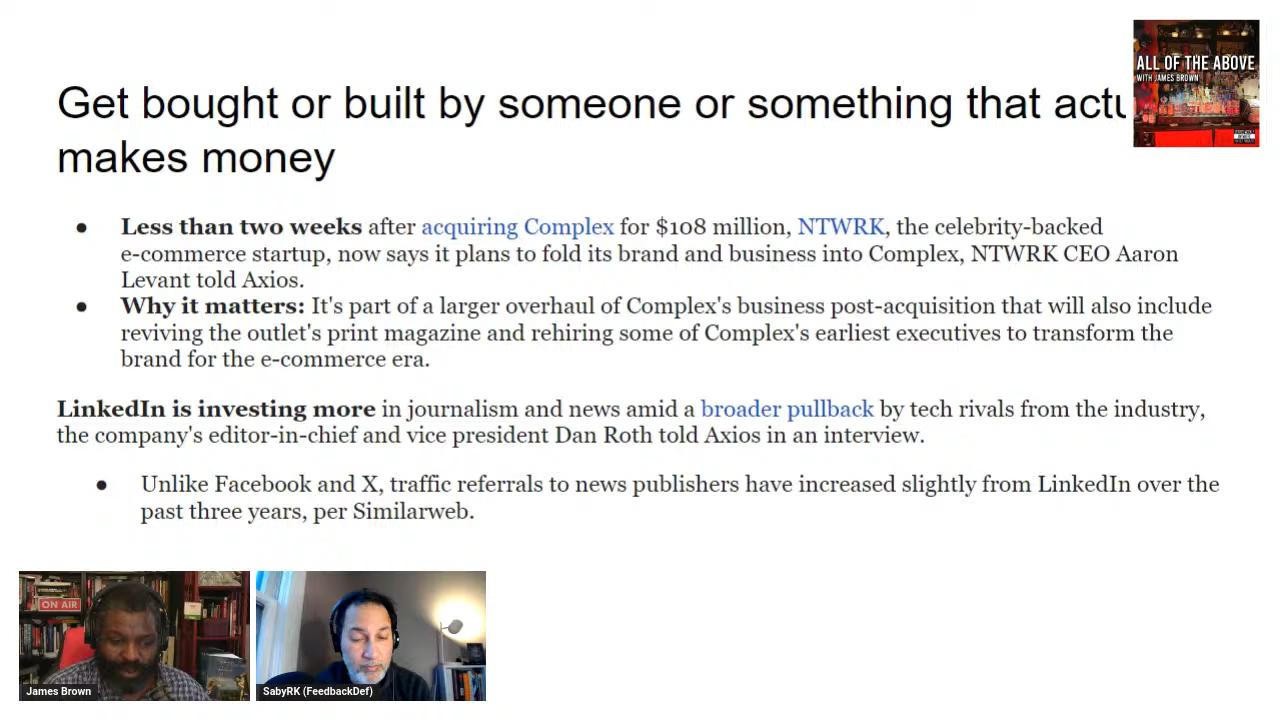 Get bought or built by someone or something that actu
makes money
ALL OF THE ABOVE
WITH JAMES BROWN
● Less than two weeks after acquiring Complex for $108 million, NTWRK, the celebrity-backed
e-commerce startup, now says it plans to fold its brand and business into Complex, NTWRK CEO Aaron
Levant told Axios.
● Why it matters: It's part of a larger overhaul of Complex's business post-acquisition that will also include
reviving the outlet's print magazine and rehiring some of Complex's earliest executives to transform the
brand for the e-commerce era.
LinkedIn is investing more in journalism and news amid a broader pullback by tech rivals from the industry,
the company's editor-in-chief and vice president Dan Roth told Axios in an interview.
● Unlike Facebook and X, traffic referrals to news publishers have increased slightly from LinkedIn over the
past three years, per Similarweb.
ON AIR
James Brown
SabyRK (FeedbackDef)